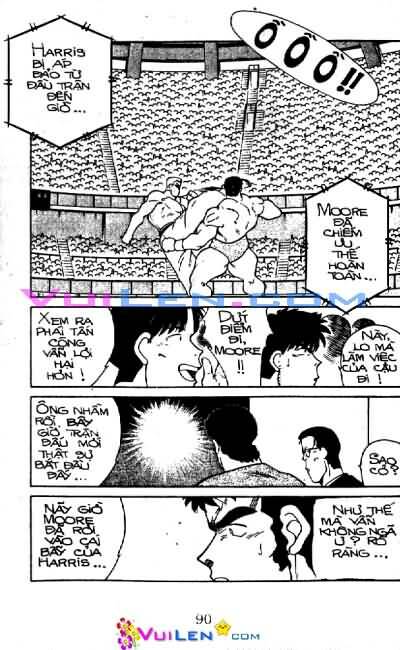 HARRIS
BỊ ÁP
ĐẢO TỪ
ĐẦU TRẬN
ĐẾN
GIỜ...
Ồ Ồ Ồ!!
MOORE
ĐÃ
CHIẾM
ƯU
THẾ
HOÀN
TOÀN...
VuiLen.com
XEM RA
PHÁI TẤN
CÔNG
VẪN LỢI
HẠI
HƠN!
DỨT
ĐIỂM
ĐI,
MOORE
!!
NÀY,
LO MÀ
LÀM VIỆC
CỦA CẬU
ĐI!
ÔNG NHẦM
RỒI, BÂY
GIỜ TRẬN
ĐẤU MỚI
THẬT SỰ
BẮT ĐẦU
ĐÂY...
SAO
CƠ?
NÃY GIỜ
MOORE
ĐÃ RƠI
VÀO CÁI
BẪY CỦA
HARRIS...
NHƯ THẾ
MÀ VẪN
KHÔNG NGÃ
Ư? RÕ
RÀNG...
90
VuiLen.com